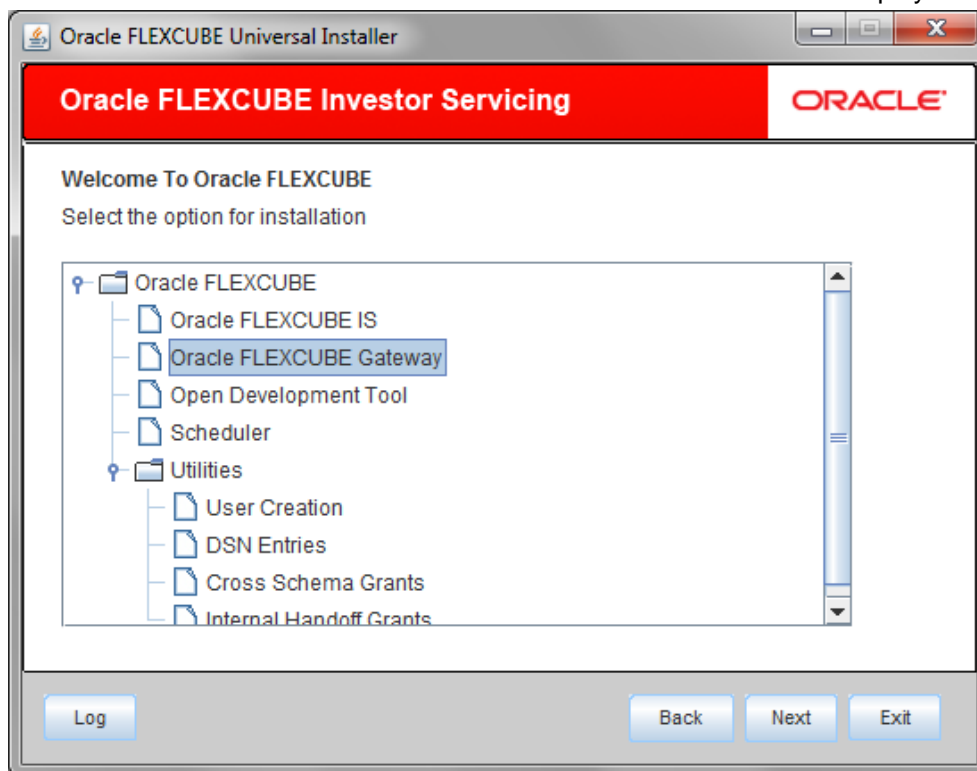 Oracle FLEXCUBE Universal Installer
Oracle FLEXCUBE Investor Servicing
ORACLE
Welcome To Oracle FLEXCUBE
Select the option for installation
Oracle FLEXCUBE
Oracle FLEXCUBE IS
Oracle FLEXCUBE Gateway
Open Development Tool
Scheduler
Utilities
User Creation
DSN Entries
Cross Schema Grants
Internal Handoff Grants
Log Back Next Exit